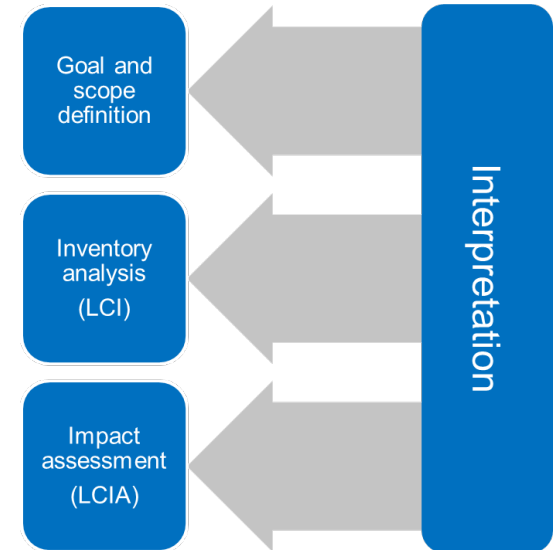 Goal and
scope
definition
Inventory
analysis
(LCI)
Impact
assessment
(LCIA)
Interpretation